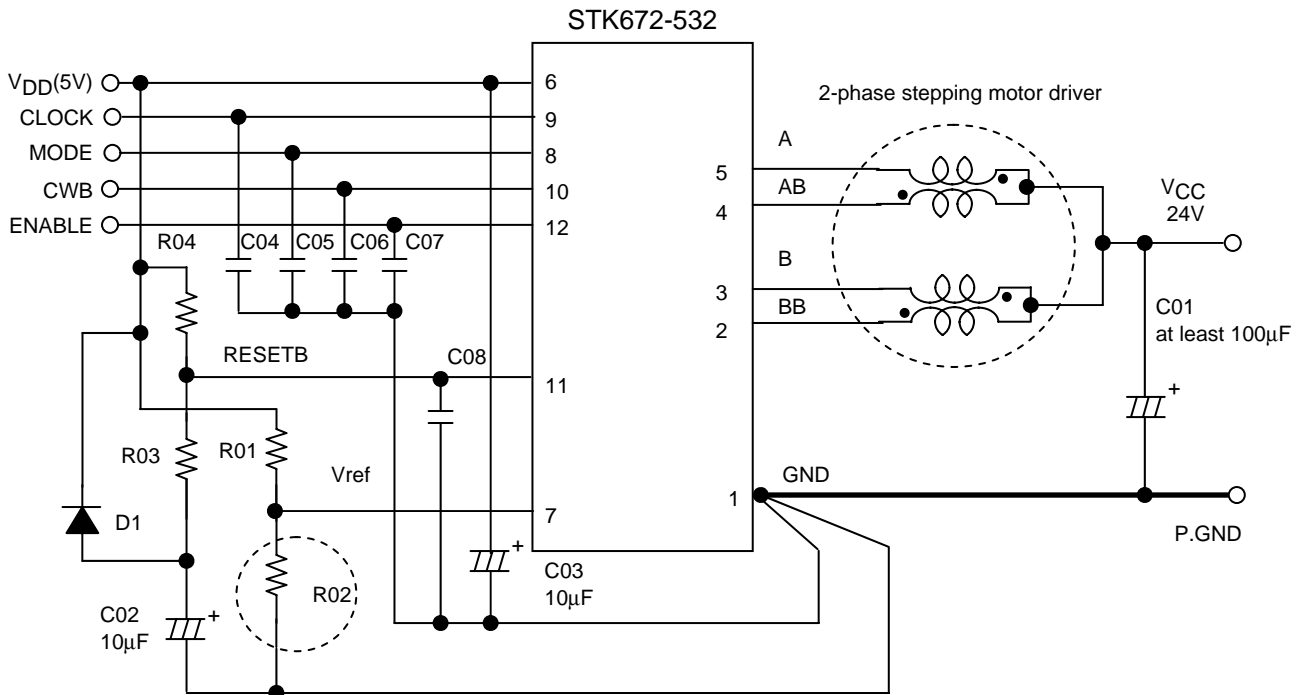 STK672-532
VDD(5V)
CLOCK
MODE
CWB
ENABLE
6
9
8
10
12
2-phase stepping motor driver
A
5
AB
4
B
3
BB
2
VCC
24V
C01
at least 100µF
+
R04
C04
C05
C06
C07
RESETB
C08
11
R03
R01
Vref
7
D1
R02
C02
10µF
+
C03
10µF
+
GND
1
P.GND